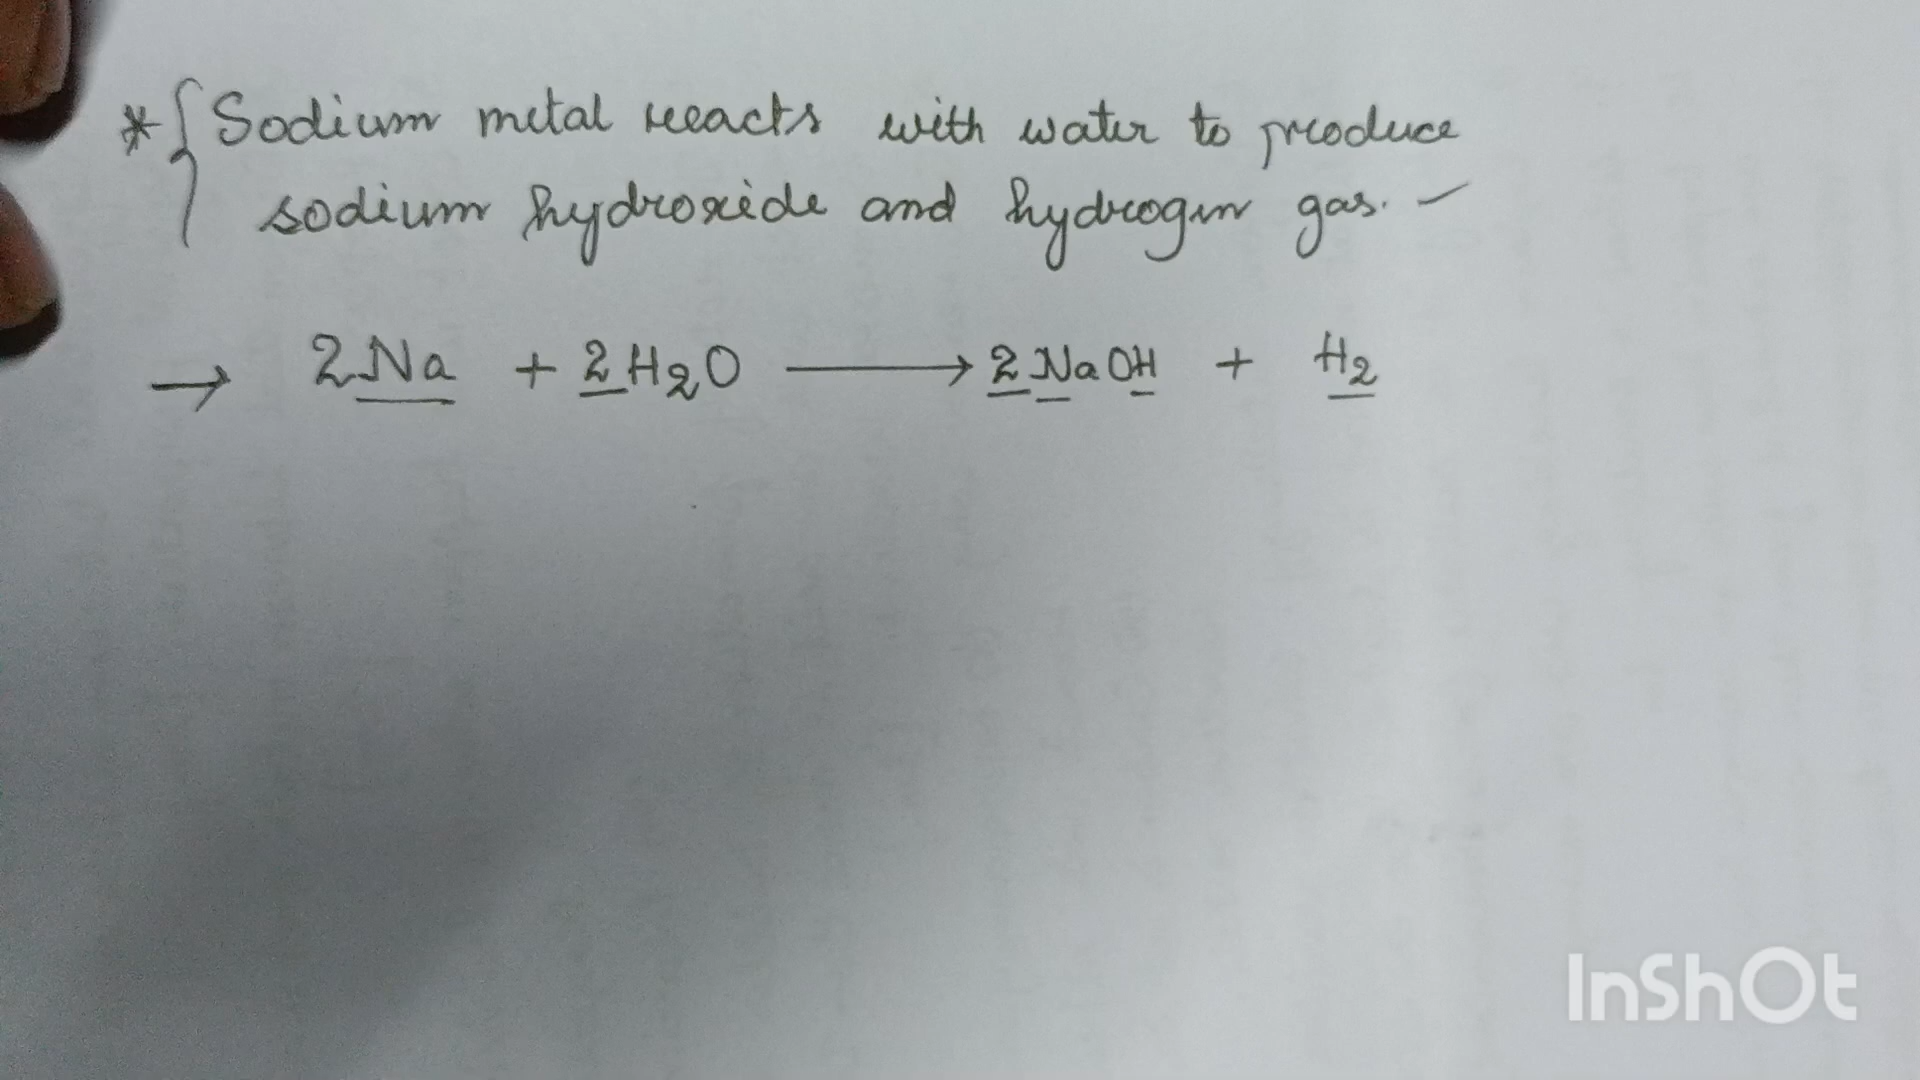 * { Sodium metal reacts with water to produce
sodium hydroxide and hydrogen gas. –
→ 2Na + 2H₂O ⟶ 2NaOH + H₂
InShOt